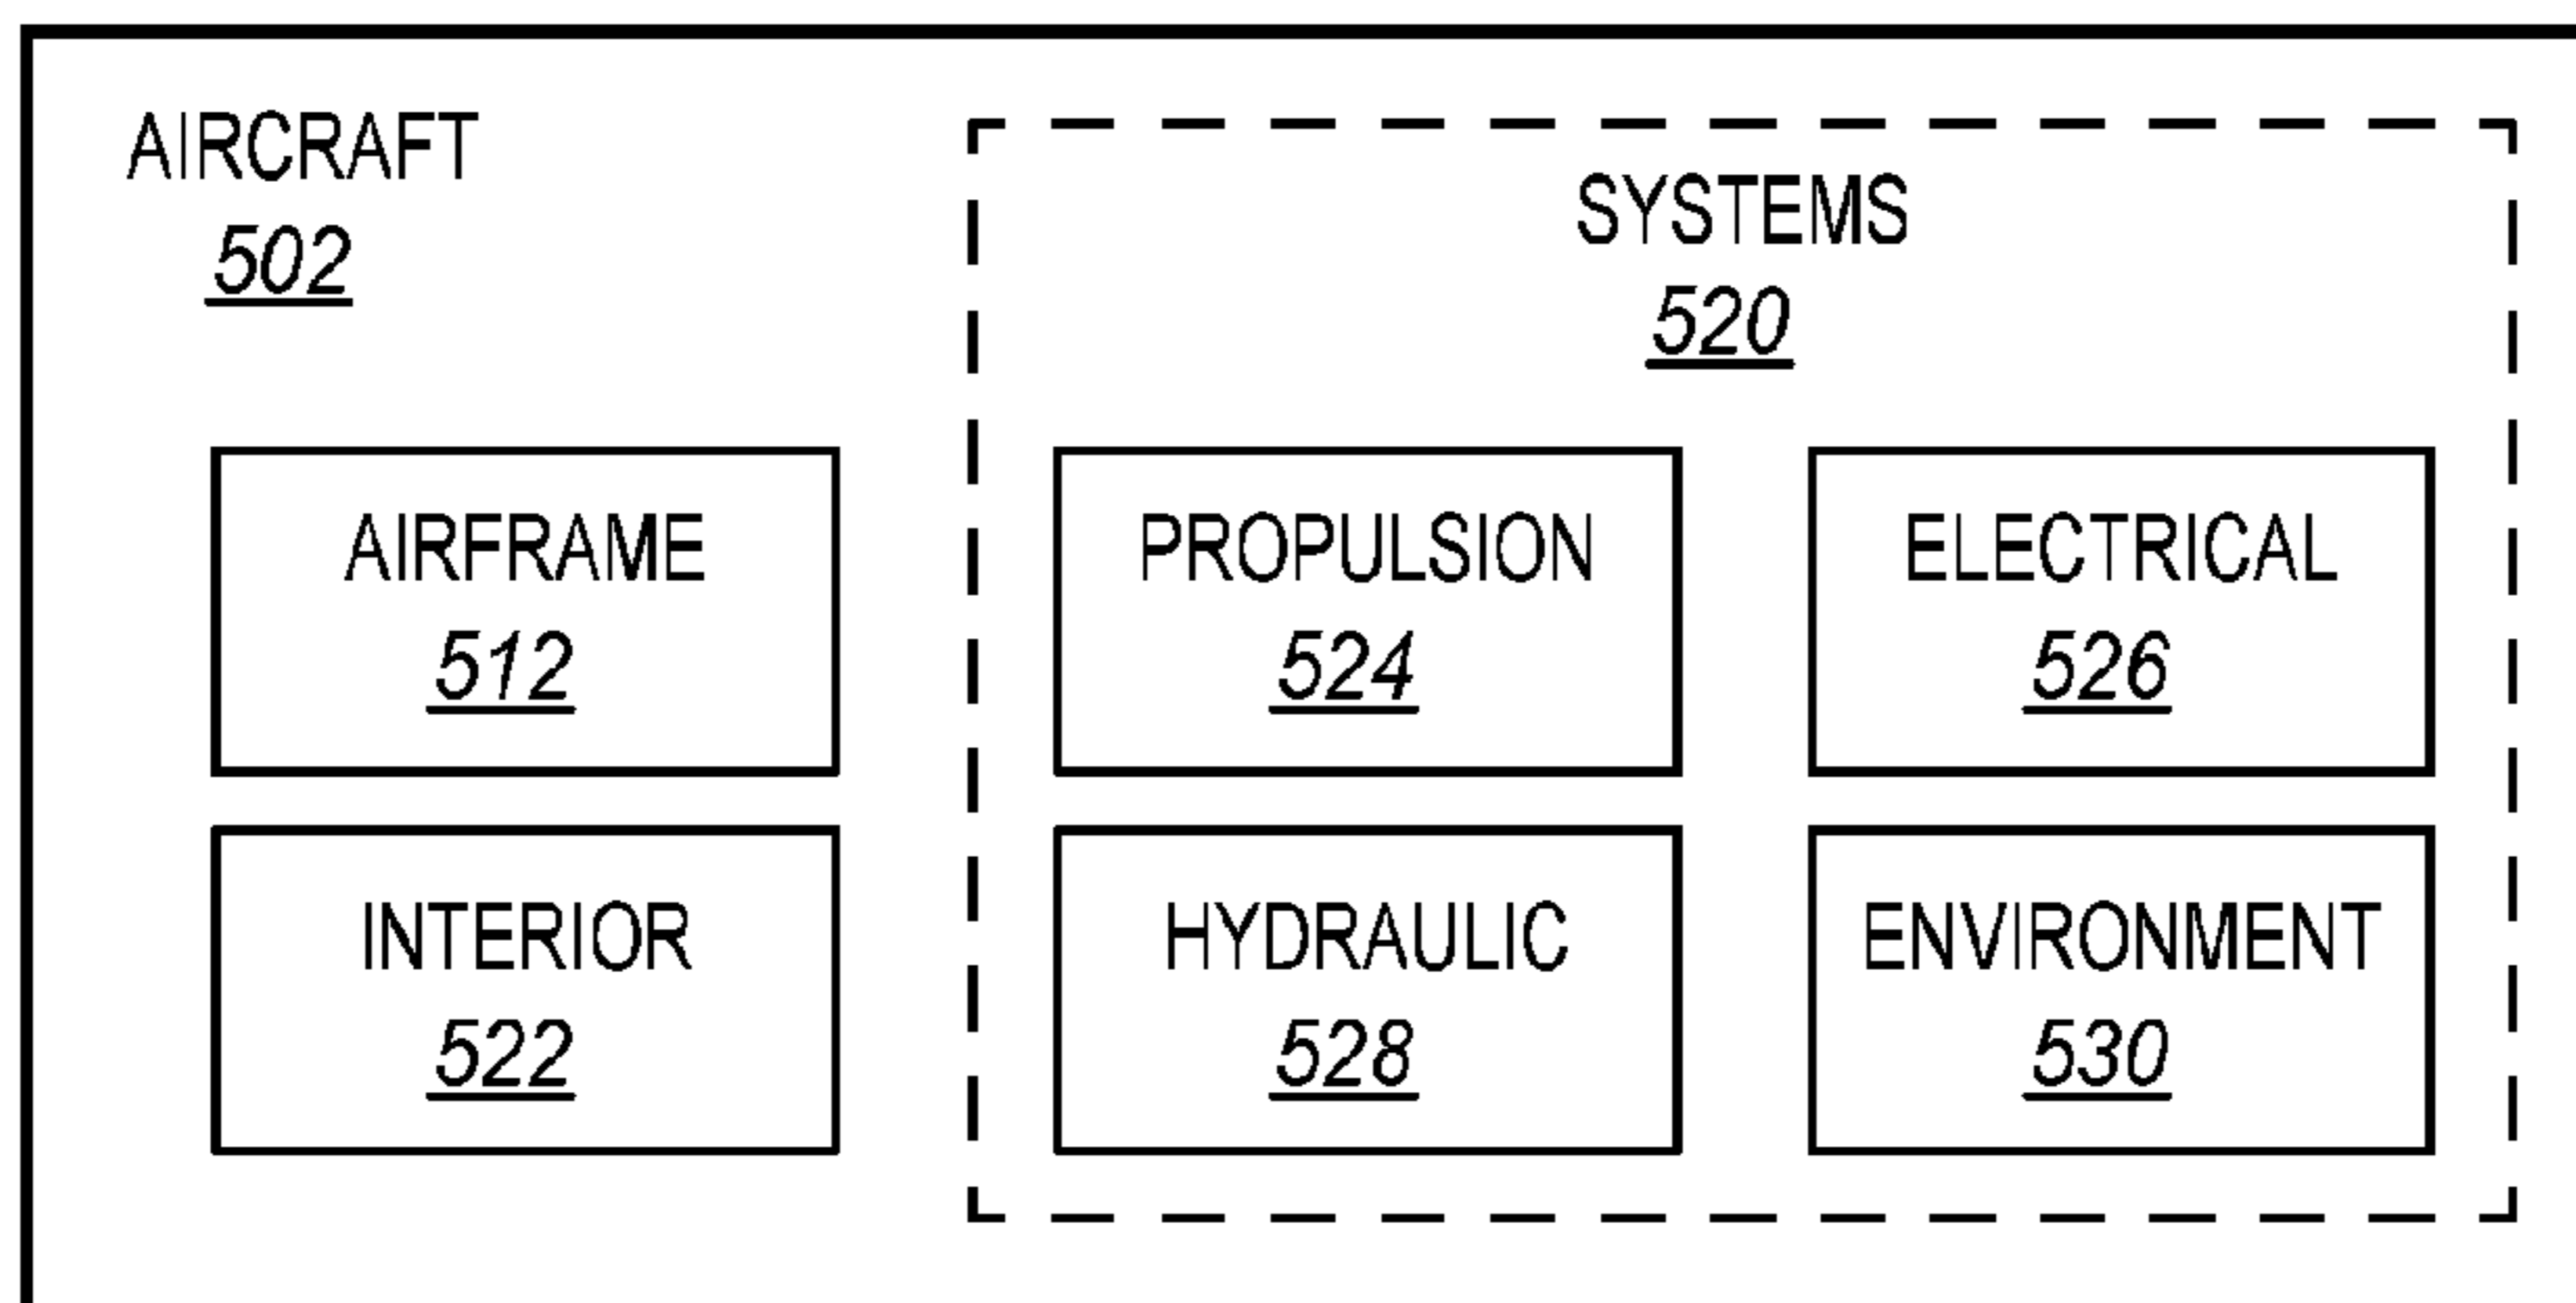 AIRCRAFT
502
SYSTEMS
520
AIRFRAME
512
PROPULSION
524
ELECTRICAL
526
INTERIOR
522
HYDRAULIC
528
ENVIRONMENT
530